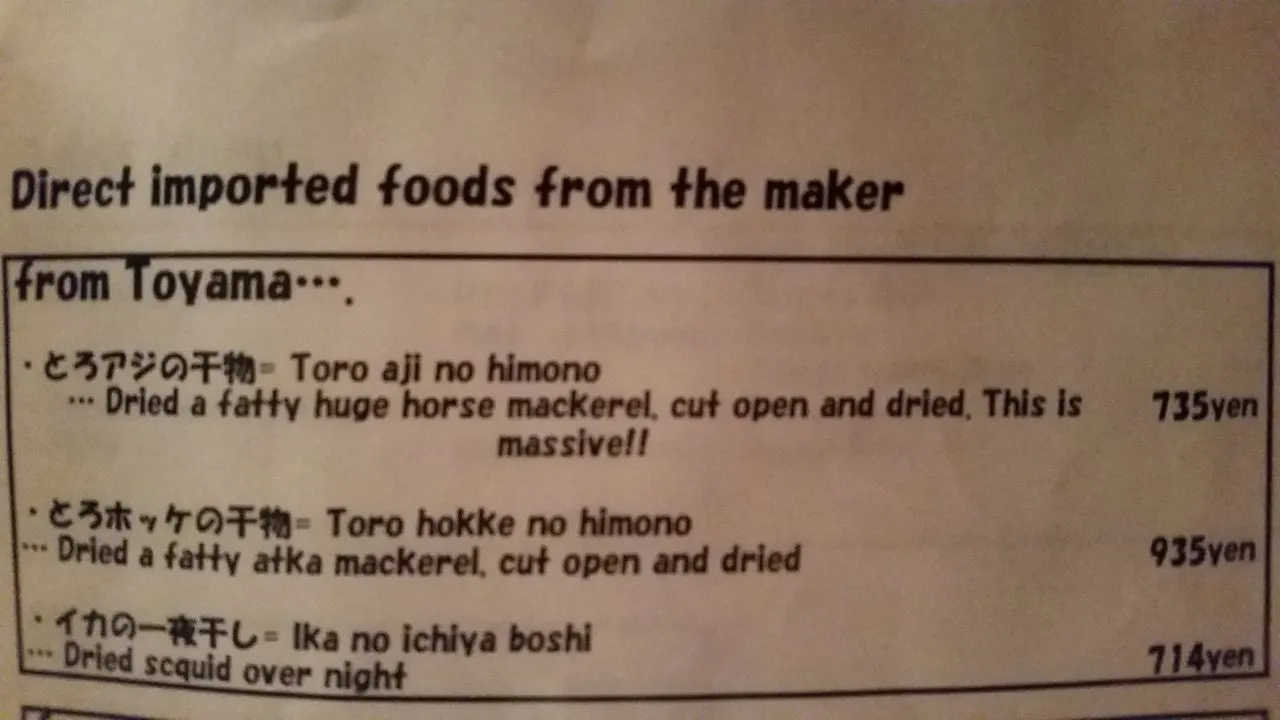 Direct imported foods from the maker
from Toyama….
・とろアジの干物= Toro aji no himono
… Dried a fatty huge horse mackerel, cut open and dried, This is 735yen
massive!!
・とろホッケの干物= Toro hokke no himono
… Dried a fatty atka mackerel, cut open and dried 935yen
・イカの一夜干し= Ika no ichiya boshi
… Dried scquid over night 714yen